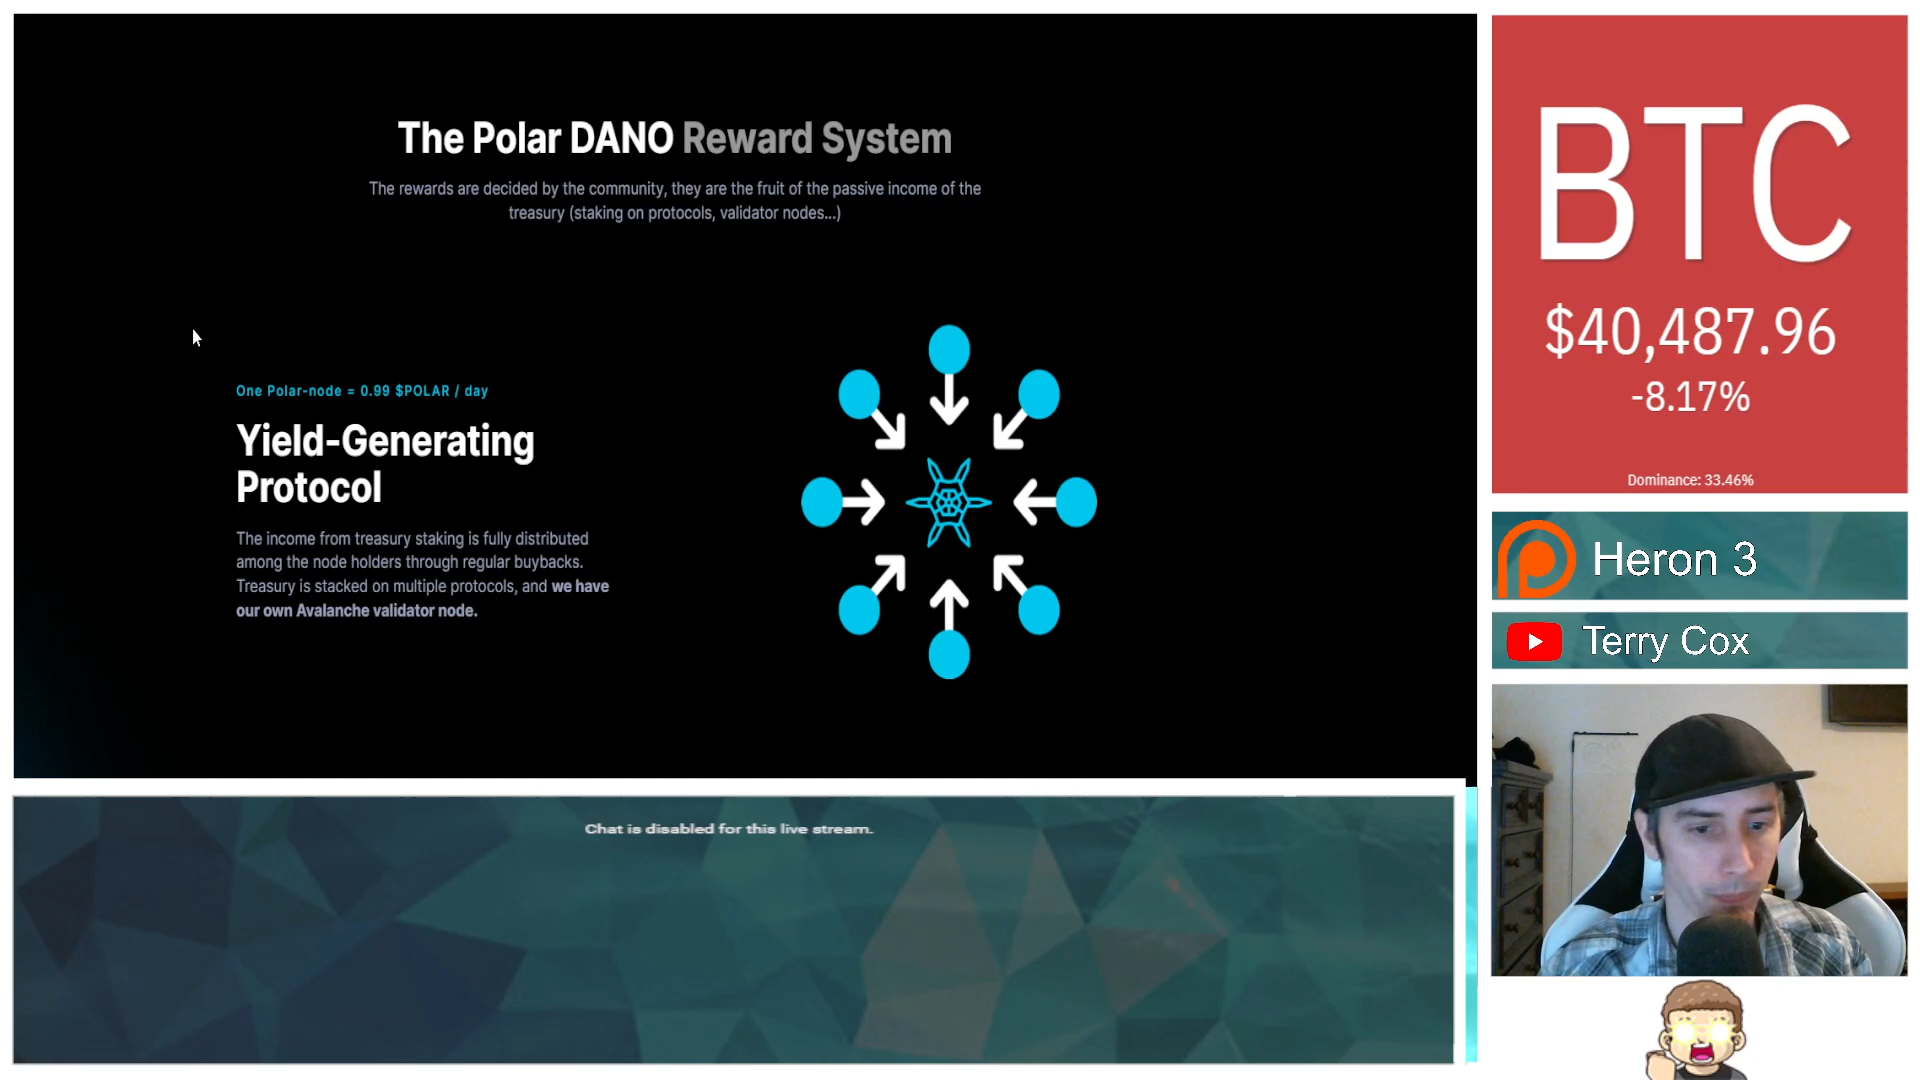 The Polar DANO Reward System
The rewards are decided by the community, they are the fruit of the passive income of the
treasury (staking on protocols, validator nodes...)
One Polar-node = 0.99 $POLAR / day
Yield-Generating
Protocol
The income from treasury staking is fully distributed
among the node holders through regular buybacks.
Treasury is stacked on multiple protocols, and we have
our own Avalanche validator node.
Chat is disabled for this live stream.
BTC
$40,487.96
-8.17%
Dominance: 33.46%
Heron 3
Terry Cox